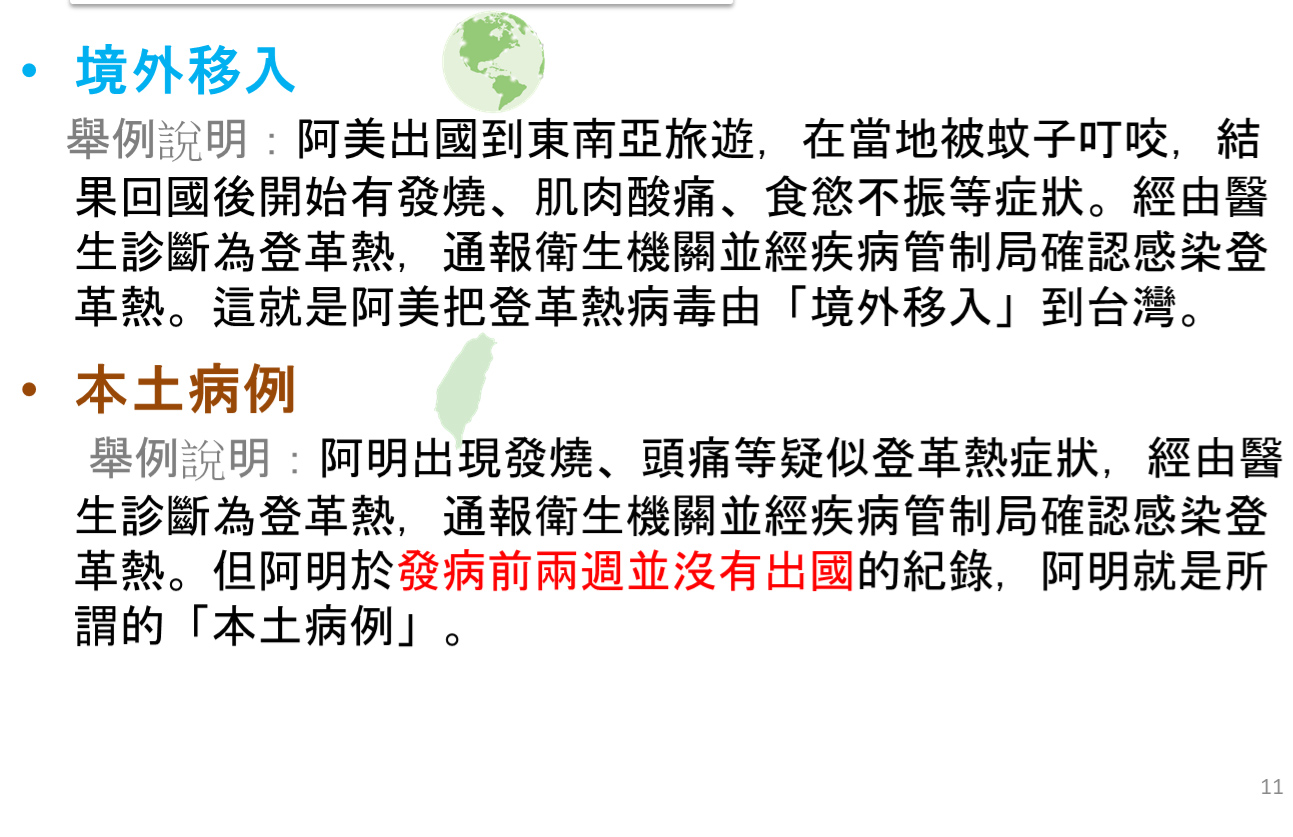 • 境外移入
舉例說明：阿美出國到東南亞旅遊，在當地被蚊子叮咬，結
果回國後開始有發燒、肌肉酸痛、食慾不振等症狀。經由醫
生診斷為登革熱，通報衛生機關並經疾病管制局確認感染登
革熱。這就是阿美把登革熱病毒由「境外移入」到台灣。
• 本土病例
舉例說明：阿明出現發燒、頭痛等疑似登革熱症狀，經由醫
生診斷為登革熱，通報衛生機關並經疾病管制局確認感染登
革熱。但阿明於發病前兩週並沒有出國的紀錄，阿明就是所
謂的「本土病例」。
11